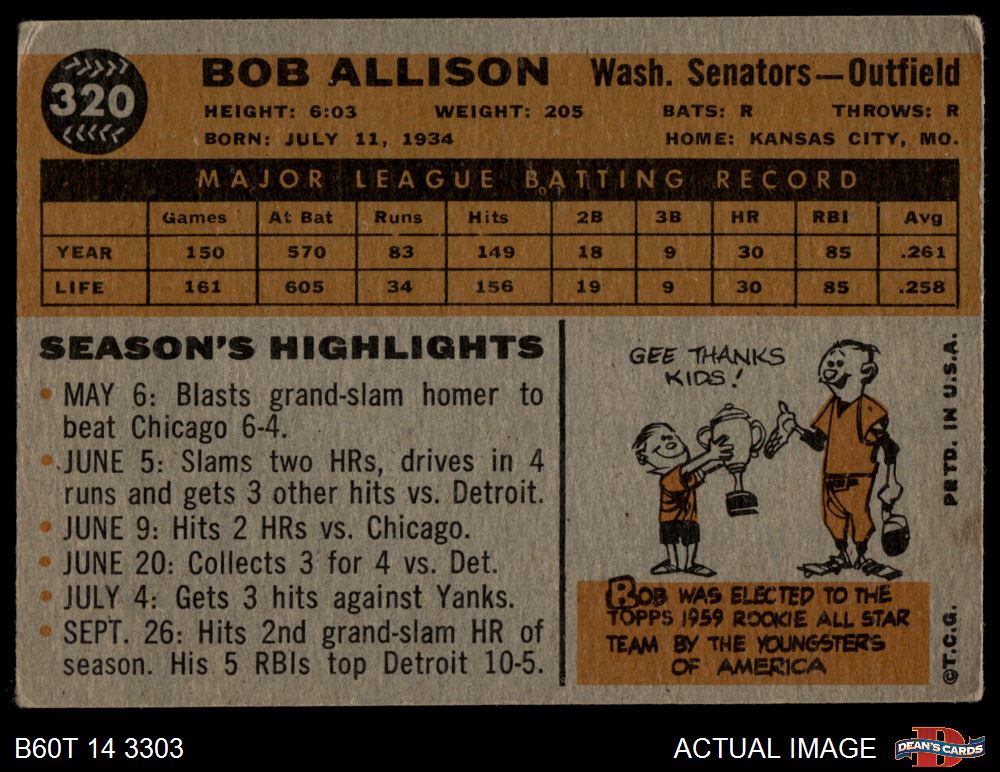 320
BOB ALLISON Wash. Senators—Outfield
HEIGHT: 6:03 WEIGHT: 205 BATS: R THROWS: R
BORN: JULY 11, 1934 HOME: KANSAS CITY, MO.
MAJOR LEAGUE BATTING RECORD
Games At Bat Runs Hits 2B 3B HR RBI Avg
YEAR 150 570 83 149 18 9 30 85 .261
LIFE 161 605 34 156 19 9 30 85 .258
SEASON'S HIGHLIGHTS
• MAY 6: Blasts grand-slam homer to
beat Chicago 6-4.
• JUNE 5: Slams two HRs, drives in 4
runs and gets 3 other hits vs. Detroit.
• JUNE 9: Hits 2 HRs vs. Chicago.
• JUNE 20: Collects 3 for 4 vs. Det.
• JULY 4: Gets 3 hits against Yanks.
• SEPT. 26: Hits 2nd grand-slam HR of
season. His 5 RBIs top Detroit 10-5.
GEE THANKS
KIDS!
BOB WAS ELECTED TO THE
TOPPS 1959 ROOKIE ALL STAR
TEAM BY THE YOUNGSTERS
OF AMERICA
©T.C.G. PRTD. IN U.S.A.
B60T 14 3303
ACTUAL IMAGE
D
DEAN'S CARDS